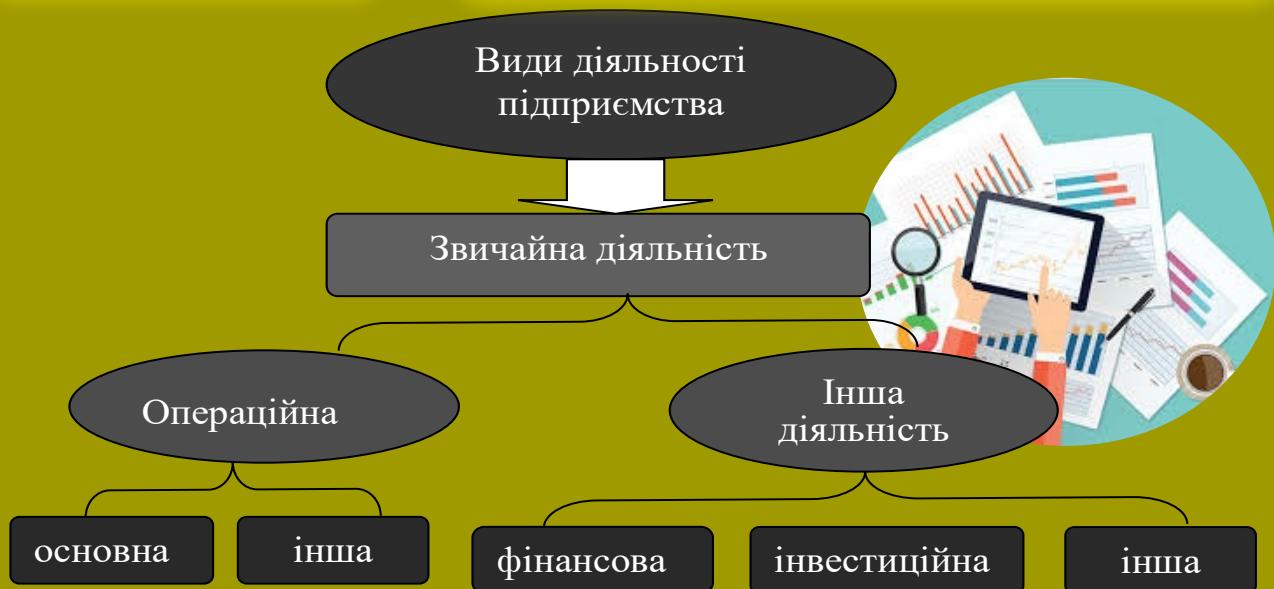 Види діяльності
підприємства
Звичайна діяльність
Операційна
Інша
діяльність
основна
інша
фінансова
інвестиційна
інша